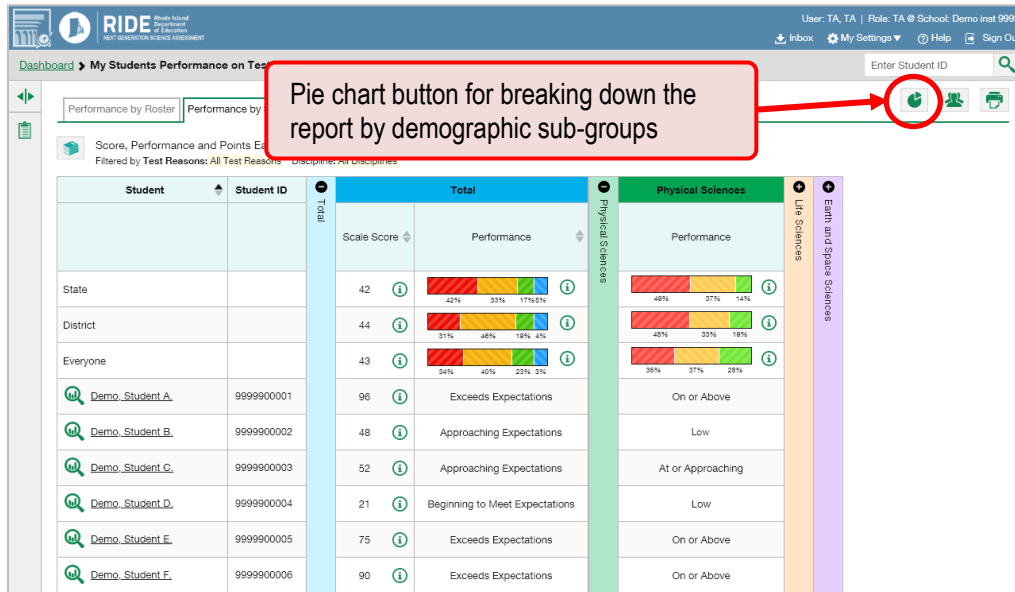 RIDE Rhode Island Department of Education
NEXT GENERATION SCIENCE ASSESSMENT
User: TA, TA | Role: TA @ School: Demo inst 999
Inbox My Settings Help Sign Ou
Dashboard > My Students Performance on Tes
Enter Student ID
Pie chart button for breaking down the
report by demographic sub-groups
Performance by Roster Performance by
Score, Performance and Points Ea
Filtered by Test Reasons: All Test Reasons Discipline: All Disciplines
Student Student ID Total Total Physical Sciences Physical Sciences Life Sciences Earth and Space Sciences
Scale Score Performance Performance
State 42 42% 33% 17% 8% 49% 37% 14%
District 44 31% 46% 19% 4% 48% 33% 19%
Everyone 43 34% 40% 23% 3% 36% 37% 28%
Demo, Student A. 9999900001 96 Exceeds Expectations On or Above
Demo, Student B. 9999900002 48 Approaching Expectations Low
Demo, Student C. 9999900003 52 Approaching Expectations At or Approaching
Demo, Student D. 9999900004 21 Beginning to Meet Expectations Low
Demo, Student E. 9999900005 75 Exceeds Expectations On or Above
Demo, Student F. 9999900006 90 Exceeds Expectations On or Above